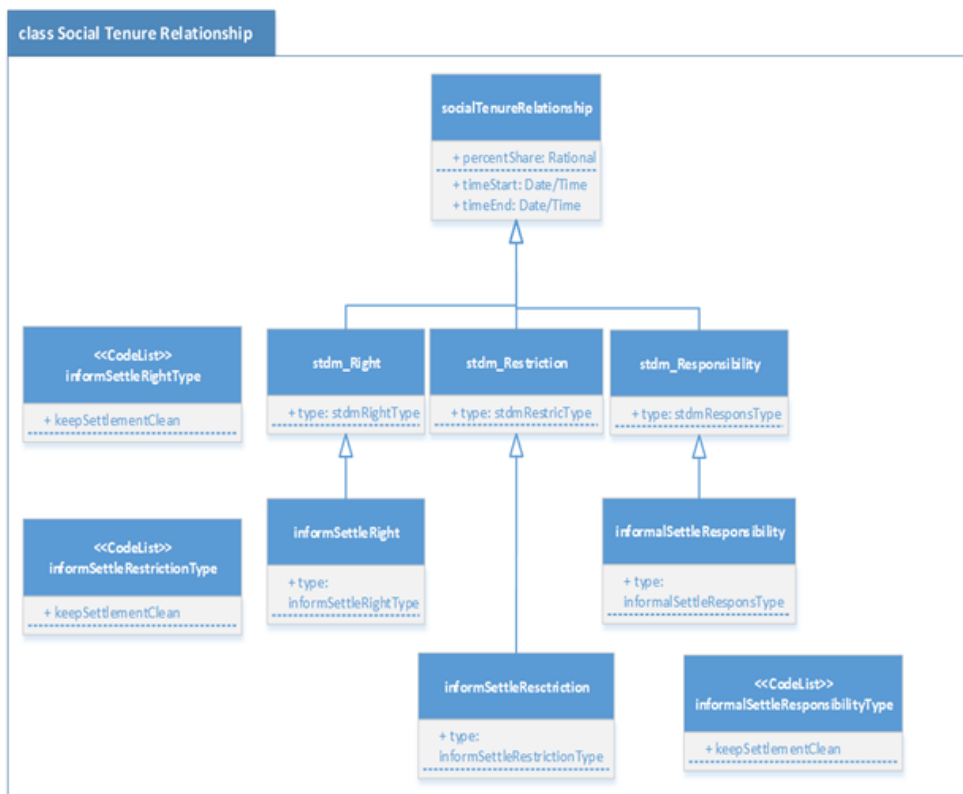 class Social Tenure Relationship
socialTenureRelationship
+ percentShare: Rational
+ timeStart: Date/Time
+ timeEnd: Date/Time
<<CodeList>>
informSettleRightType
+ keepSettlementClean
stdm_Right
+ type: stdmRightType
stdm_Restriction
+ type: stdmRestricType
stdm_Responsibility
+ type: stdmResponsType
<<CodeList>>
informSettleRestrictionType
+ keepSettlementClean
informSettleRight
+ type:
informSettleRightType
informalSettleResponsibility
+ type:
informalSettleResponsType
informSettleResctriction
+ type:
informSettleRestrictionType
<<CodeList>>
informalSettleResponsibilityType
+ keepSettlementClean